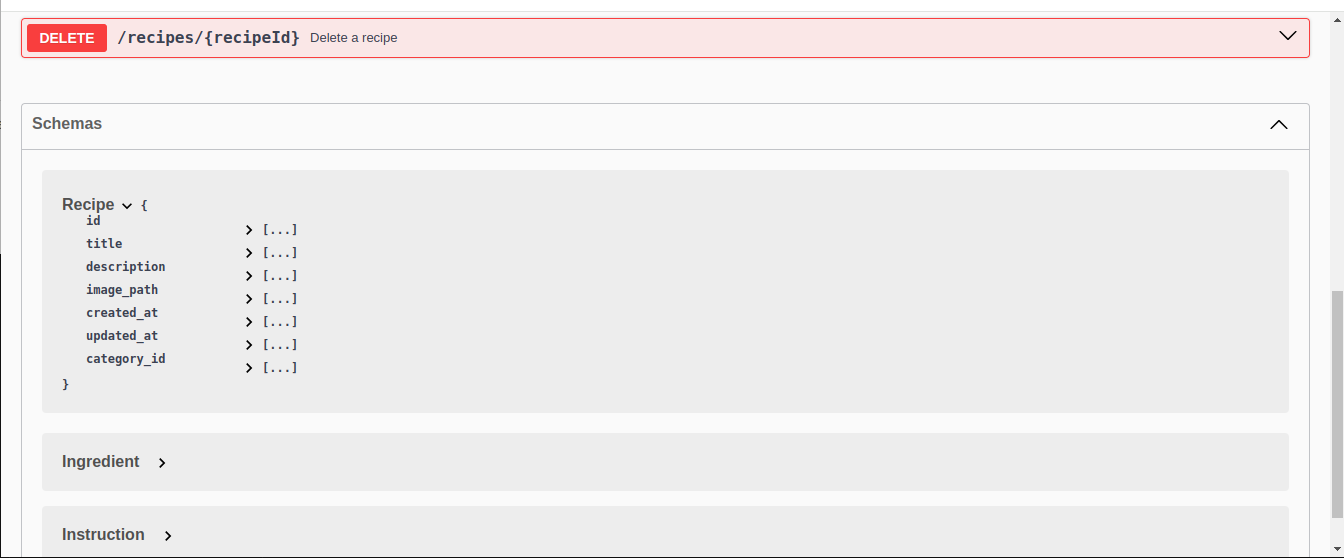 DELETE /recipes/{recipeId} Delete a recipe
Schemas
Recipe {
id [...]
title [...]
description [...]
image_path [...]
created_at [...]
updated_at [...]
category_id [...]
}
Ingredient
Instruction